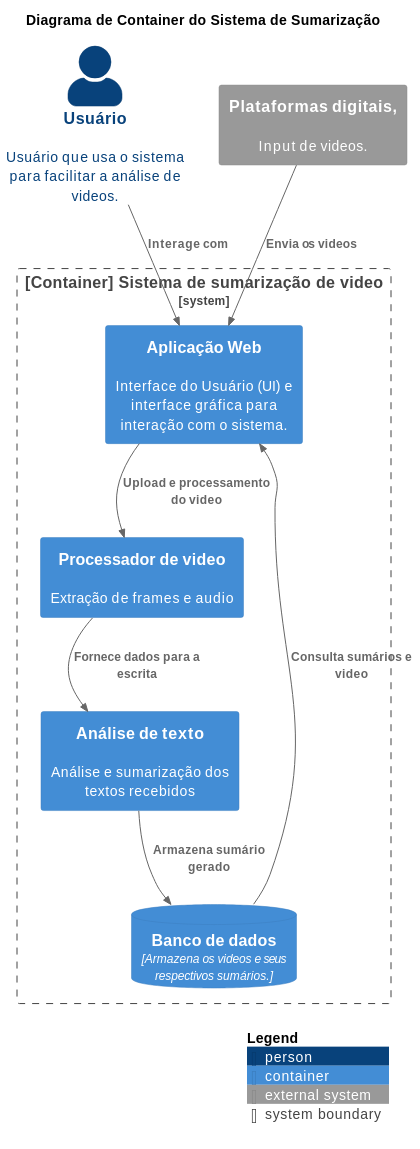 Diagrama de Container do Sistema de Sumarização
Usuário
Usuário que usa o sistema
para facilitar a análise de
videos.
Plataformas digitais,
Input de videos.
Interage com
Envia os videos
[Container] Sistema de sumarização de video
[system]
Aplicação Web
Interface do Usuário (UI) e
interface gráfica para
interação com o sistema.
Upload e processamento
do video
Processador de video
Extração de frames e audio
Fornece dados para a
escrita
Consulta sumários e
video
Análise de texto
Análise e sumarização dos
textos recebidos
Armazena sumário
gerado
Banco de dados
[Armazena os videos e seus
respectivos sumários.]
Legend
person
container
external system
system boundary